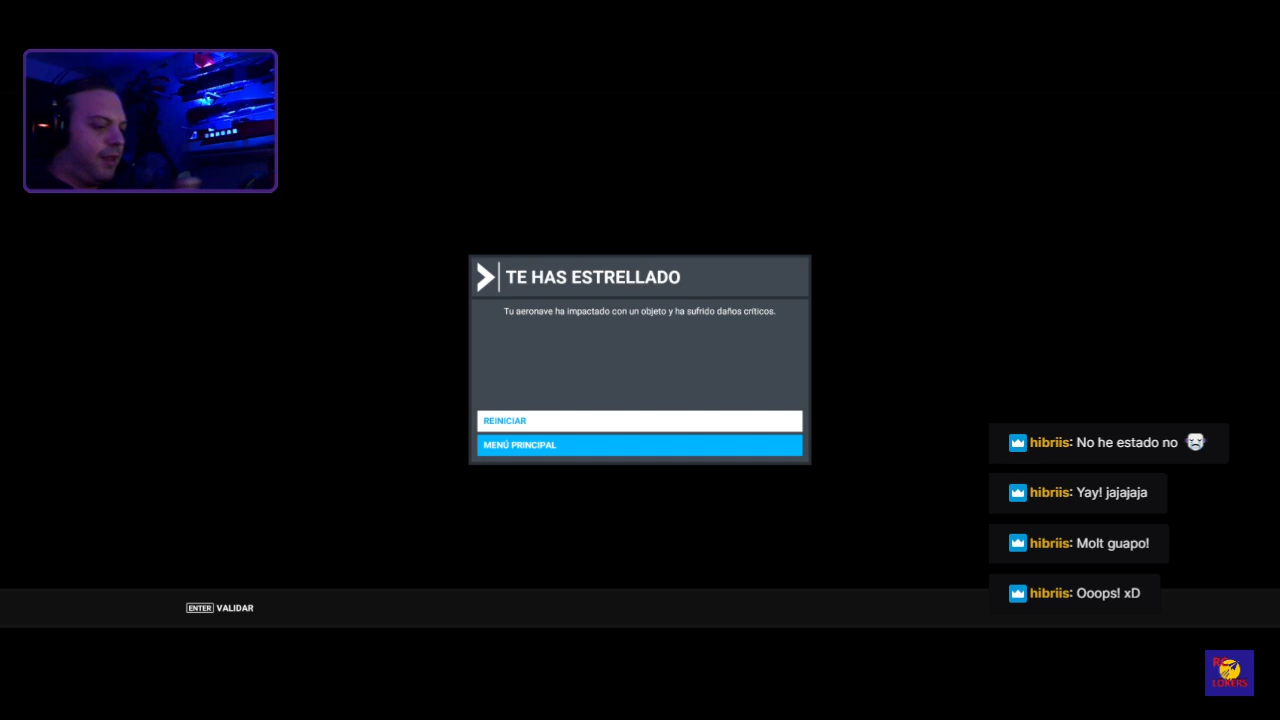 TE HAS ESTRELLADO
Tu aeronave ha impactado con un objeto y ha sufrido daños críticos.
REINICIAR
MENÚ PRINCIPAL
hibriis: No he estado no
hibriis: Yay! jajajaja
hibriis: Molt guapo!
hibriis: Ooops! xD
ENTER VALIDAR
LOKERS